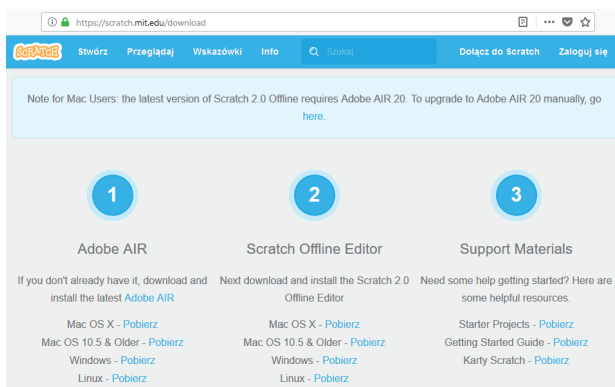 https://scratch.mit.edu/download
SCRATCH Stwórz Przeglądaj Wskazówki Info Szukaj Dołącz do Scratch Zaloguj się
Note for Mac Users: the latest version of Scratch 2.0 Offline requires Adobe AIR 20. To upgrade to Adobe AIR 20 manually, go
here.
1
Adobe AIR
If you don't already have it, download and
install the latest Adobe AIR
Mac OS X - Pobierz
Mac OS 10.5 & Older - Pobierz
Windows - Pobierz
Linux - Pobierz
2
Scratch Offline Editor
Next download and install the Scratch 2.0
Offline Editor
Mac OS X - Pobierz
Mac OS 10.5 & Older - Pobierz
Windows - Pobierz
Linux - Pobierz
3
Support Materials
Need some help getting started? Here are
some helpful resources.
Starter Projects - Pobierz
Getting Started Guide - Pobierz
Karty Scratch - Pobierz